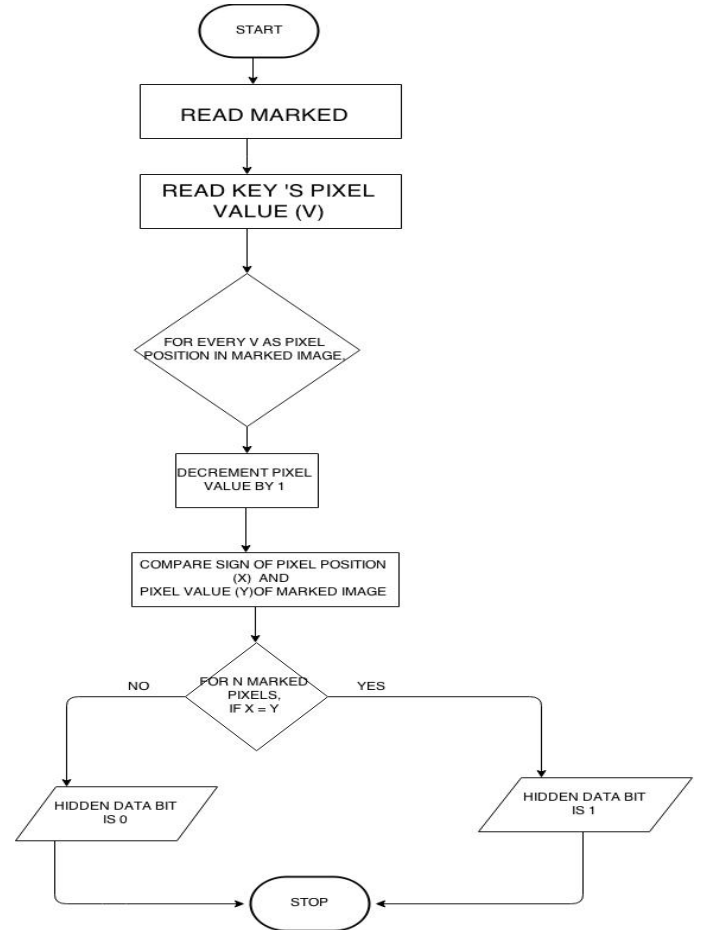 START
READ MARKED
READ KEY 'S PIXEL
VALUE (V)
FOR EVERY V AS PIXEL
POSITION IN MARKED IMAGE,
DECREMENT PIXEL
VALUE BY 1
COMPARE SIGN OF PIXEL POSITION
(X) AND
PIXEL VALUE (Y)OF MARKED IMAGE
FOR N MARKED
PIXELS,
IF X = Y
NO
YES
HIDDEN DATA BIT
IS 0
HIDDEN DATA BIT
IS 1
STOP